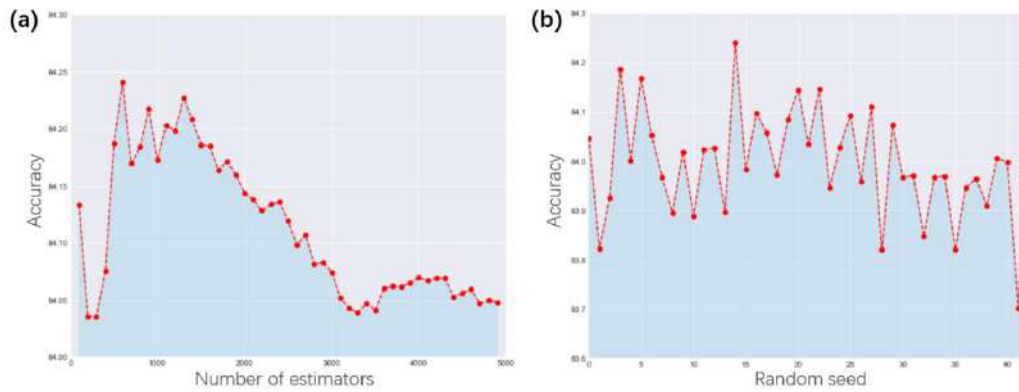 (a)
84.30
84.25
84.20
84.15
84.10
84.05
84.00
Accuracy
0 1000 2000 3000 4000 5000
Number of estimators
(b)
84.3
84.2
84.1
84.0
83.9
83.8
83.7
83.6
Accuracy
0 5 10 15 20 25 30 35 40
Random seed